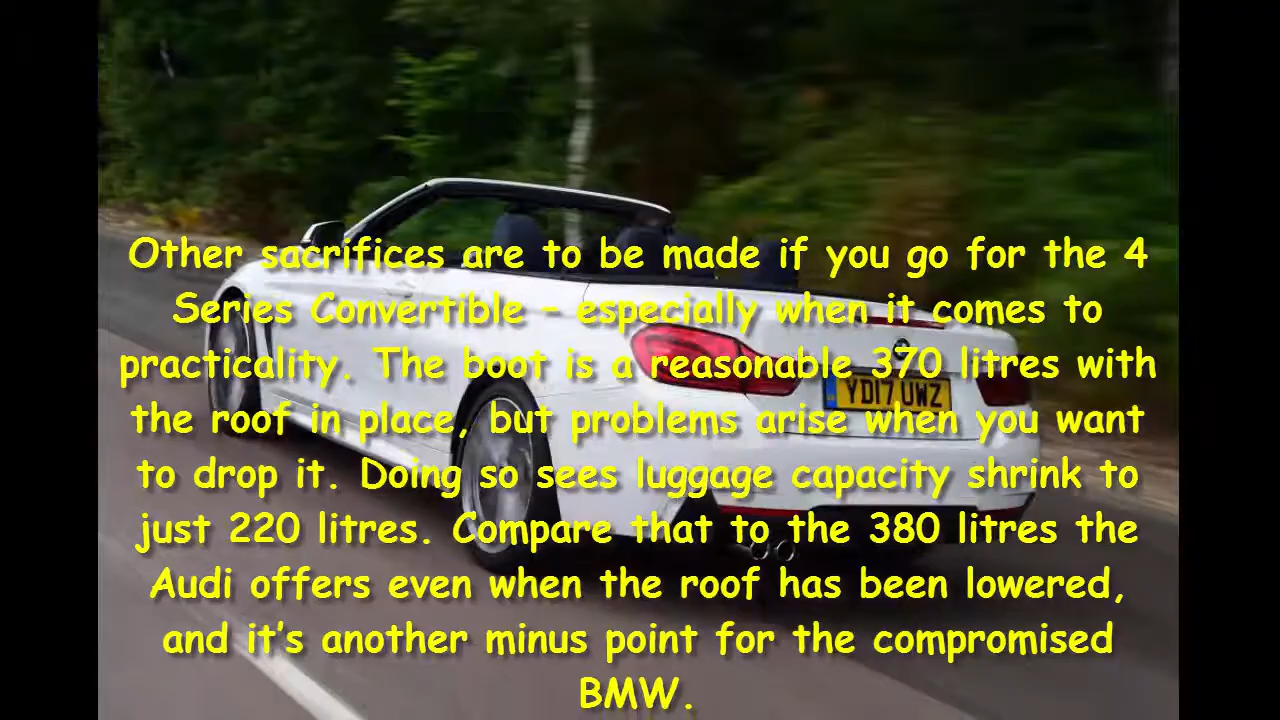 Other sacrifices are to be made if you go for the 4
Series Convertible – especially when it comes to
practicality. The boot is a reasonable 370 litres with
the roof in place, but problems arise when you want
to drop it. Doing so sees luggage capacity shrink to
just 220 litres. Compare that to the 380 litres the
Audi offers even when the roof has been lowered,
and it’s another minus point for the compromised
BMW.
YD17 UWZ